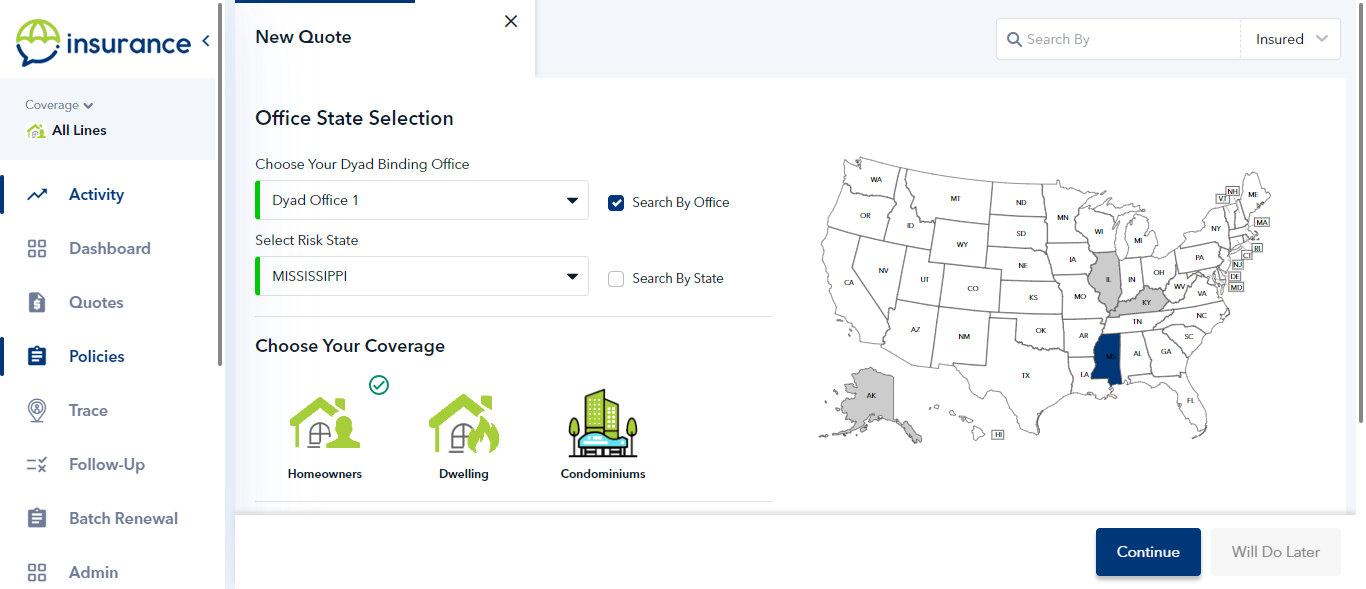 insurance
Coverage
All Lines
Activity
Dashboard
Quotes
Policies
Trace
Follow-Up
Batch Renewal
Admin
New Quote
Search By
Insured
Office State Selection
Choose Your Dyad Binding Office
Dyad Office 1
Search By Office
Select Risk State
MISSISSIPPI
Search By State
Choose Your Coverage
Homeowners
Dwelling
Condominiums
WA
MT
ND
MN
OR
ID
SD
WI
MI
WY
NY
VT
NH
ME
MA
RI
CT
NJ
DE
MD
PA
IA
NE
NV
UT
CA
CO
IL
IN
OH
WV
VA
KS
MO
KY
NC
TN
AZ
NM
OK
AR
SC
MS
AL
GA
TX
LA
FL
AK
HI
Continue
Will Do Later